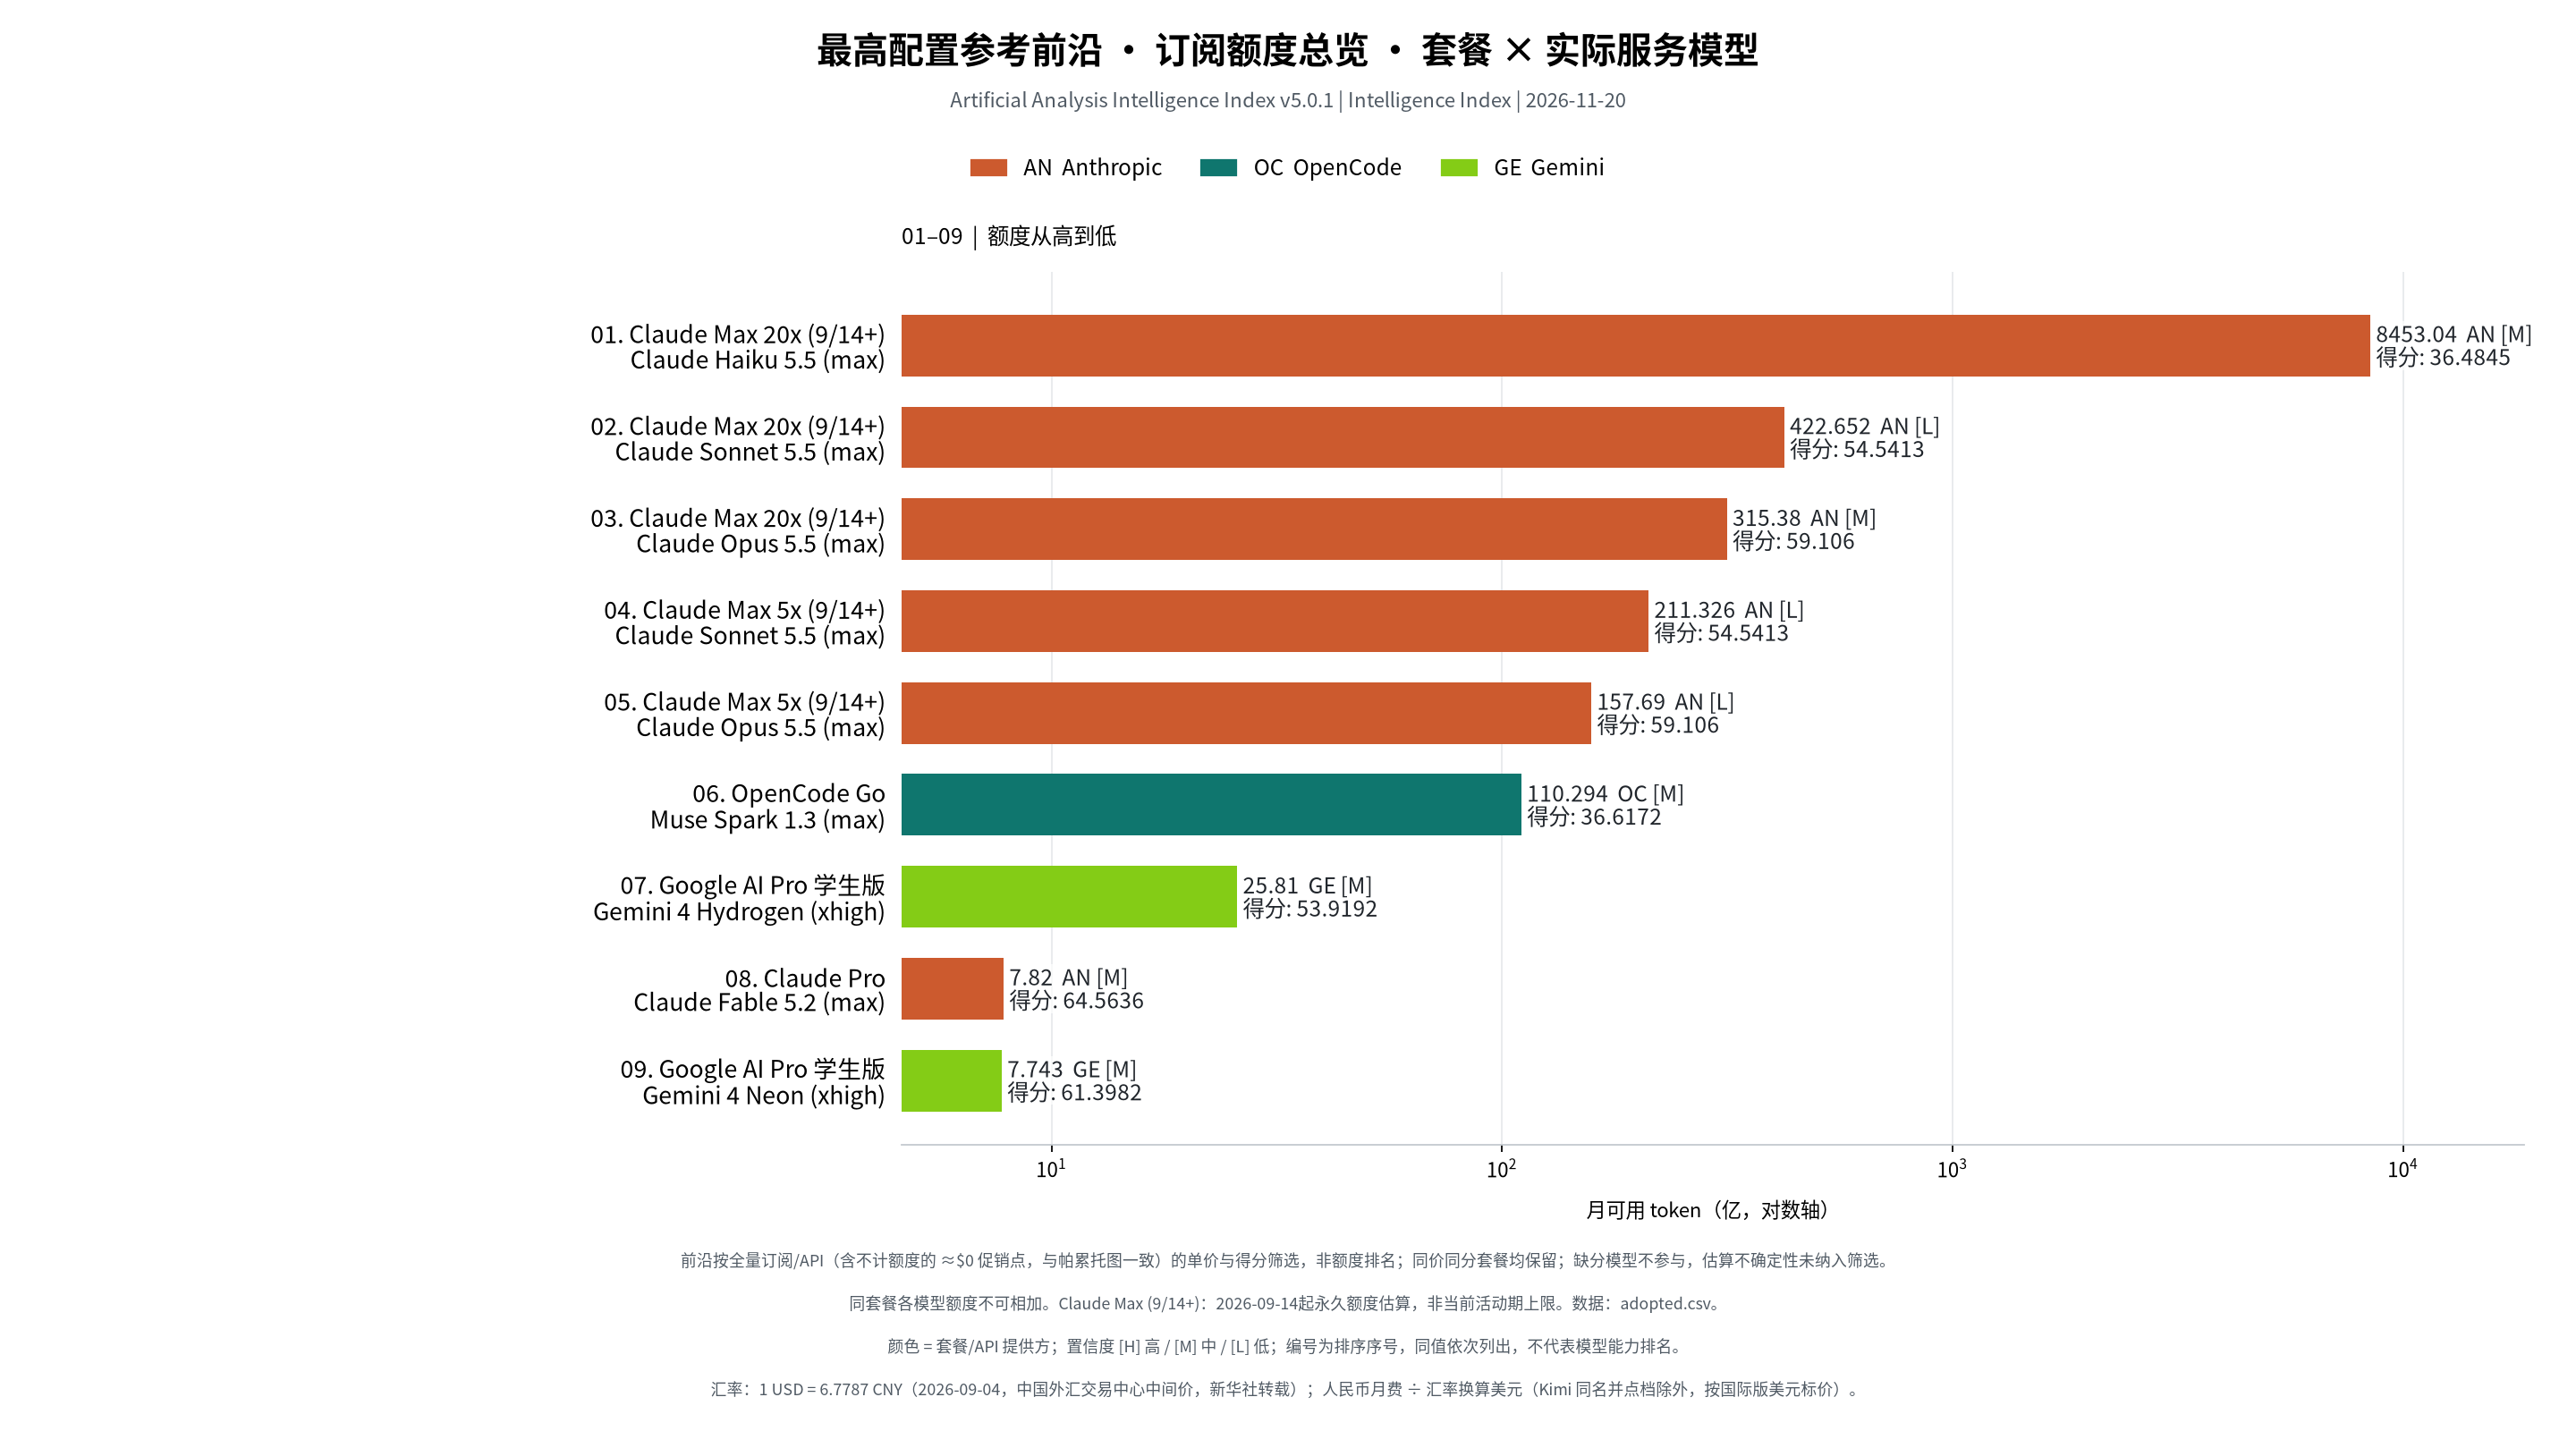 最高配置参考前沿 · 订阅额度总览 · 套餐 × 实际服务模型
Artificial Analysis Intelligence Index v5.0.1 | Intelligence Index | 2026-11-20
AN Anthropic
OC OpenCode
GE Gemini
01–09 | 额度从高到低
01. Claude Max 20x (9/14+)
Claude Haiku 5.5 (max)
8453.04 AN [M]
得分: 36.4845
02. Claude Max 20x (9/14+)
Claude Sonnet 5.5 (max)
422.652 AN [L]
得分: 54.5413
03. Claude Max 20x (9/14+)
Claude Opus 5.5 (max)
315.38 AN [M]
得分: 59.106
04. Claude Max 5x (9/14+)
Claude Sonnet 5.5 (max)
211.326 AN [L]
得分: 54.5413
05. Claude Max 5x (9/14+)
Claude Opus 5.5 (max)
157.69 AN [L]
得分: 59.106
06. OpenCode Go
Muse Spark 1.3 (max)
110.294 OC [M]
得分: 36.6172
07. Google AI Pro 学生版
Gemini 4 Hydrogen (xhigh)
25.81 GE [M]
得分: 53.9192
08. Claude Pro
Claude Fable 5.2 (max)
7.82 AN [M]
得分: 64.5636
09. Google AI Pro 学生版
Gemini 4 Neon (xhigh)
7.743 GE [M]
得分: 61.3982
10¹
10²
10³
10⁴
月可用 token（亿，对数轴）
前沿按全量订阅/API（含不计额度的 ≈$0 促销点，与帕累托图一致）的单价与得分筛选，非额度排名；同价同分套餐均保留；缺分模型不参与，估算不确定性未纳入筛选。
同套餐各模型额度不可相加。Claude Max (9/14+)：2026-09-14起永久额度估算，非当前活动期上限。数据：adopted.csv。
颜色 = 套餐/API 提供方；置信度 [H] 高 / [M] 中 / [L] 低；编号为排序序号，同值依次列出，不代表模型能力排名。
汇率：1 USD = 6.7787 CNY（2026-09-04，中国外汇交易中心中间价，新华社转载）；人民币月费 ÷ 汇率换算美元（Kimi 同名并点档除外，按国际版美元标价）。